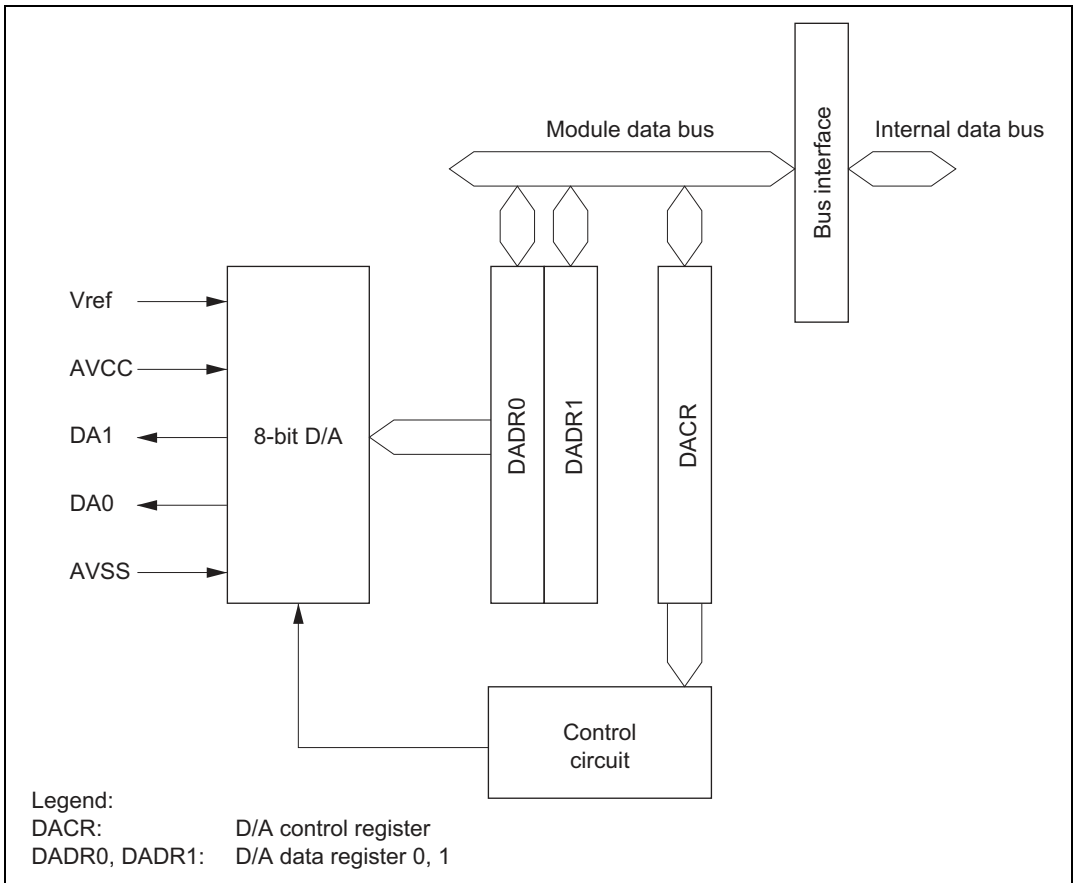 Module data bus
Internal data bus
Bus interface
Vref
AVCC
DA1
DA0
AVSS
8-bit D/A
DADR0
DADR1
DACR
Control
circuit
Legend:
DACR: D/A control register
DADR0, DADR1: D/A data register 0, 1